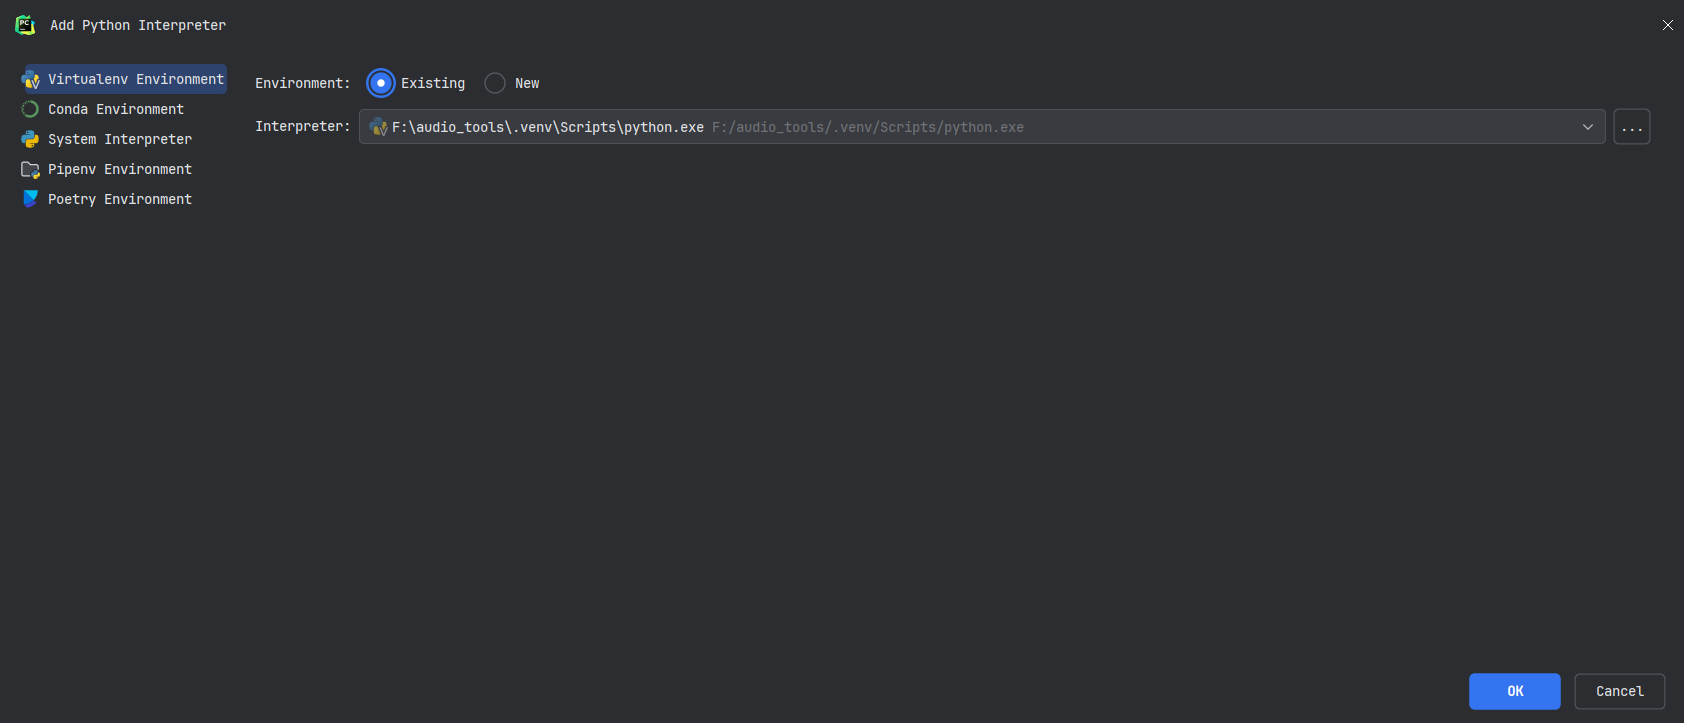 Add Python Interpreter
Virtualenv Environment
Conda Environment
System Interpreter
Pipenv Environment
Poetry Environment
Environment: Existing New
Interpreter: F:\audio_tools\.venv\Scripts\python.exe F:/audio_tools/.venv/Scripts/python.exe ...
OK Cancel